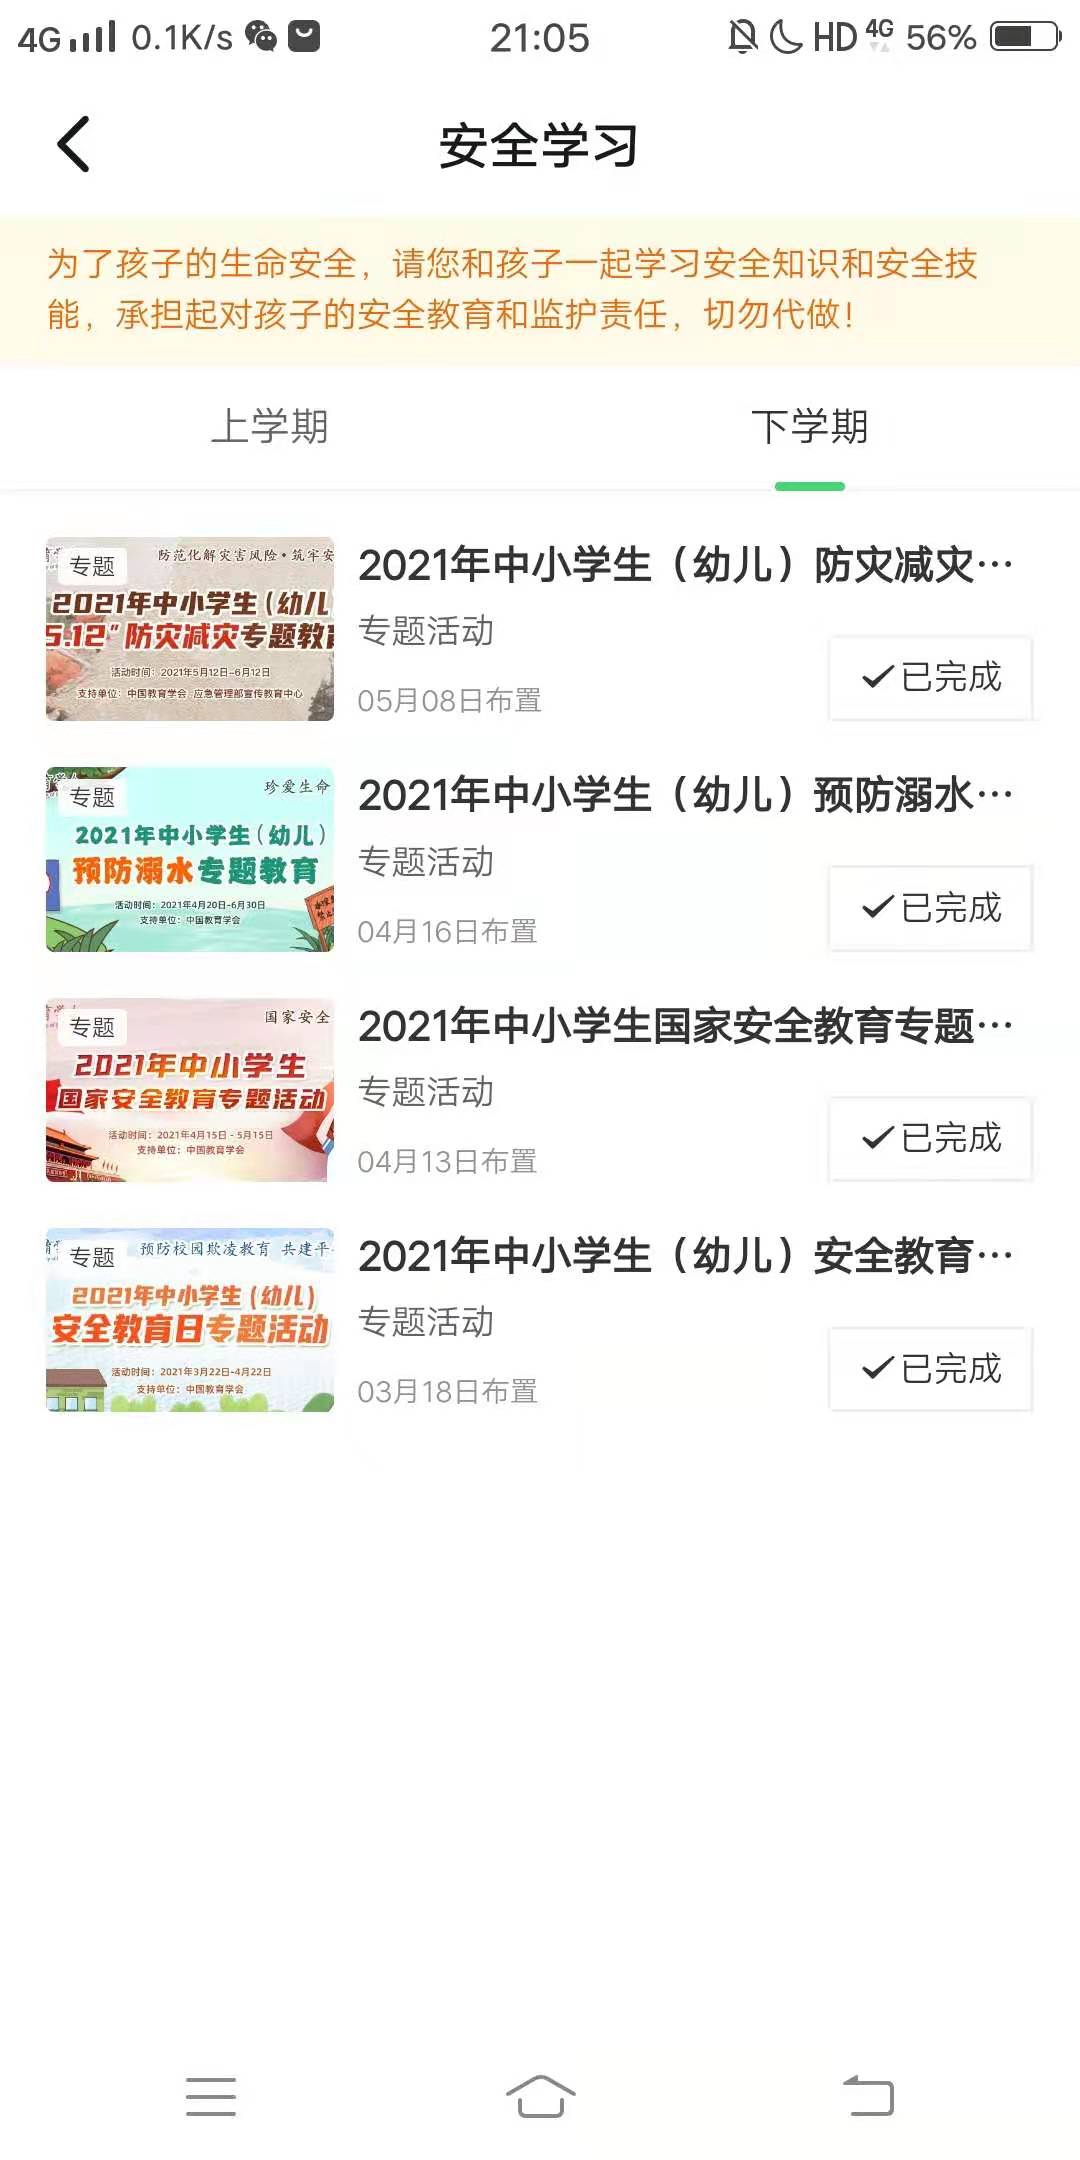 4G 0.1K/s 21:05 HD 4G 56%
安全学习
为了孩子的生命安全，请您和孩子一起学习安全知识和安全技
能，承担起对孩子的安全教育和监护责任，切勿代做！
上学期 下学期
专题
防范化解灾害风险·筑牢安
2021年中小学生（幼儿
5.12"防灾减灾专题教育
活动时间：2021年5月12日-6月12日
支持单位：中国教育学会 应急管理部宣传教育中心
2021年中小学生（幼儿）防灾减灾…
专题活动
05月08日布置
已完成
专题
珍爱生命
2021年中小学生（幼儿）
预防溺水专题教育
活动时间：2021年4月20日-6月30日
支持单位：中国教育学会
2021年中小学生（幼儿）预防溺水…
专题活动
04月16日布置
已完成
专题
国家安全
2021年中小学生
国家安全教育专题活动
活动时间：2021年4月15日 - 5月15日
支持单位：中国教育学会
2021年中小学生国家安全教育专题…
专题活动
04月13日布置
已完成
专题
预防校园欺凌教育 共建平
2021年中小学生（幼儿）
安全教育日专题活动
活动时间：2021年3月22日-4月22日
支持单位：中国教育学会
2021年中小学生（幼儿）安全教育…
专题活动
03月18日布置
已完成